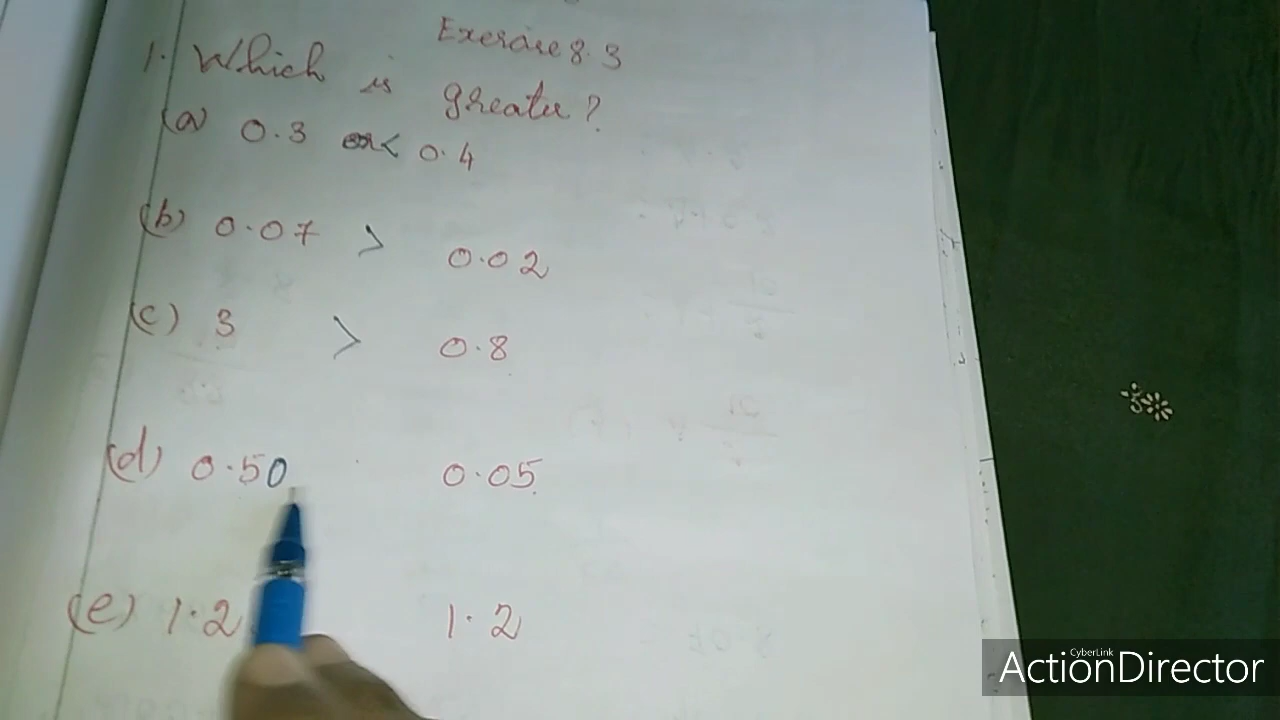 Exercise 8.3
1. Which is greater?
(a) 0.3 or < 0.4
(b) 0.07 > 0.02
(c) 3 > 0.8
(d) 0.50 0.05
(e) 1.2 1.2
CyberLink
ActionDirector